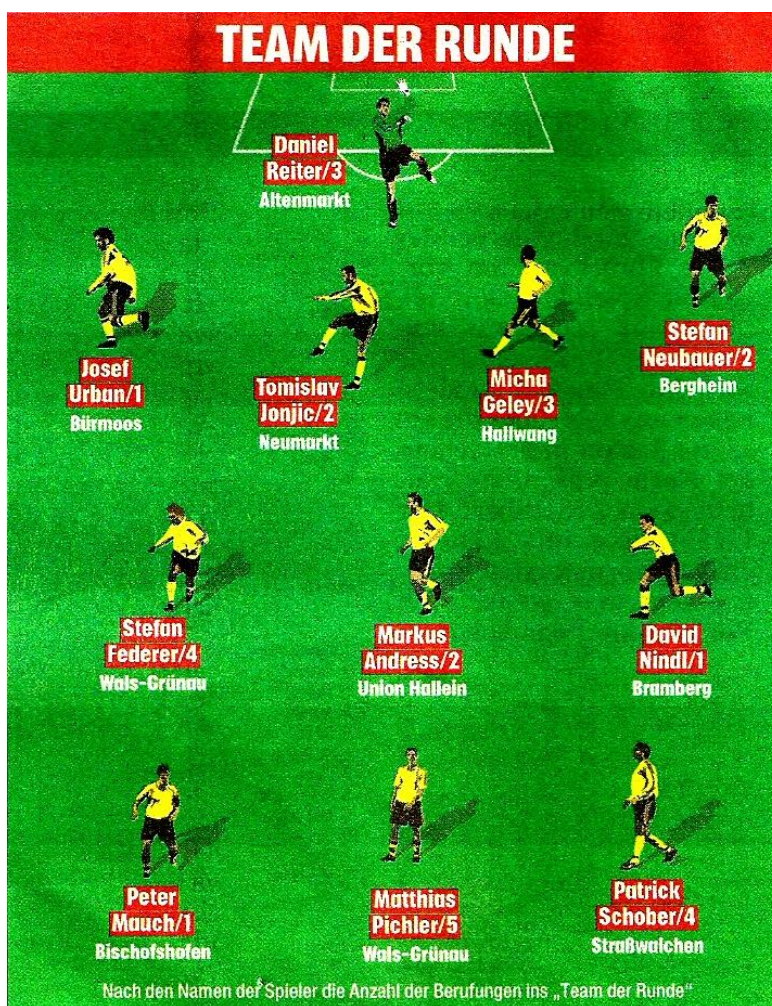 TEAM DER RUNDE
Daniel
Reiter/3
Altenmarkt
Josef
Urban/1
Bürmoos
Tomislav
Jonjic/2
Neumarkt
Micha
Geley/3
Hallwang
Stefan
Neubauer/2
Bergheim
Stefan
Federer/4
Wals-Grünau
Markus
Andress/2
Union Hallein
David
Nindl/1
Bramberg
Peter
Mauch/1
Bischofshofen
Matthias
Pichler/5
Wals-Grünau
Patrick
Schober/4
Straßwalchen
Nach den Namen der Spieler die Anzahl der Berufungen ins „Team der Runde“